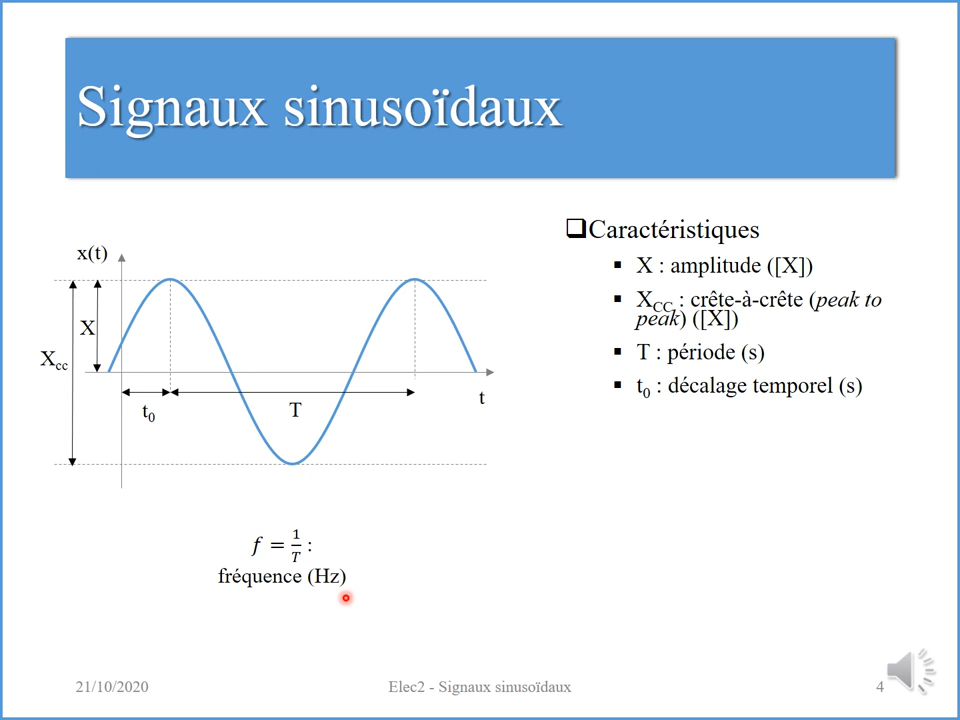 Signaux sinusoïdaux
x(t)
X
Xcc
t0
T
t
f = 1/T :
fréquence (Hz)
❑Caractéristiques
▪ X : amplitude ([X])
▪ XCC : crête-à-crête (peak to
peak) ([X])
▪ T : période (s)
▪ t0 : décalage temporel (s)
21/10/2020
Elec2 - Signaux sinusoïdaux
4